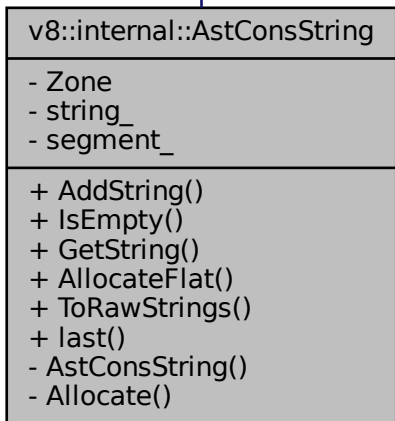 v8::internal::AstConsString
- Zone
- string_
- segment_
+ AddString()
+ IsEmpty()
+ GetString()
+ AllocateFlat()
+ ToRawStrings()
+ last()
- AstConsString()
- Allocate()